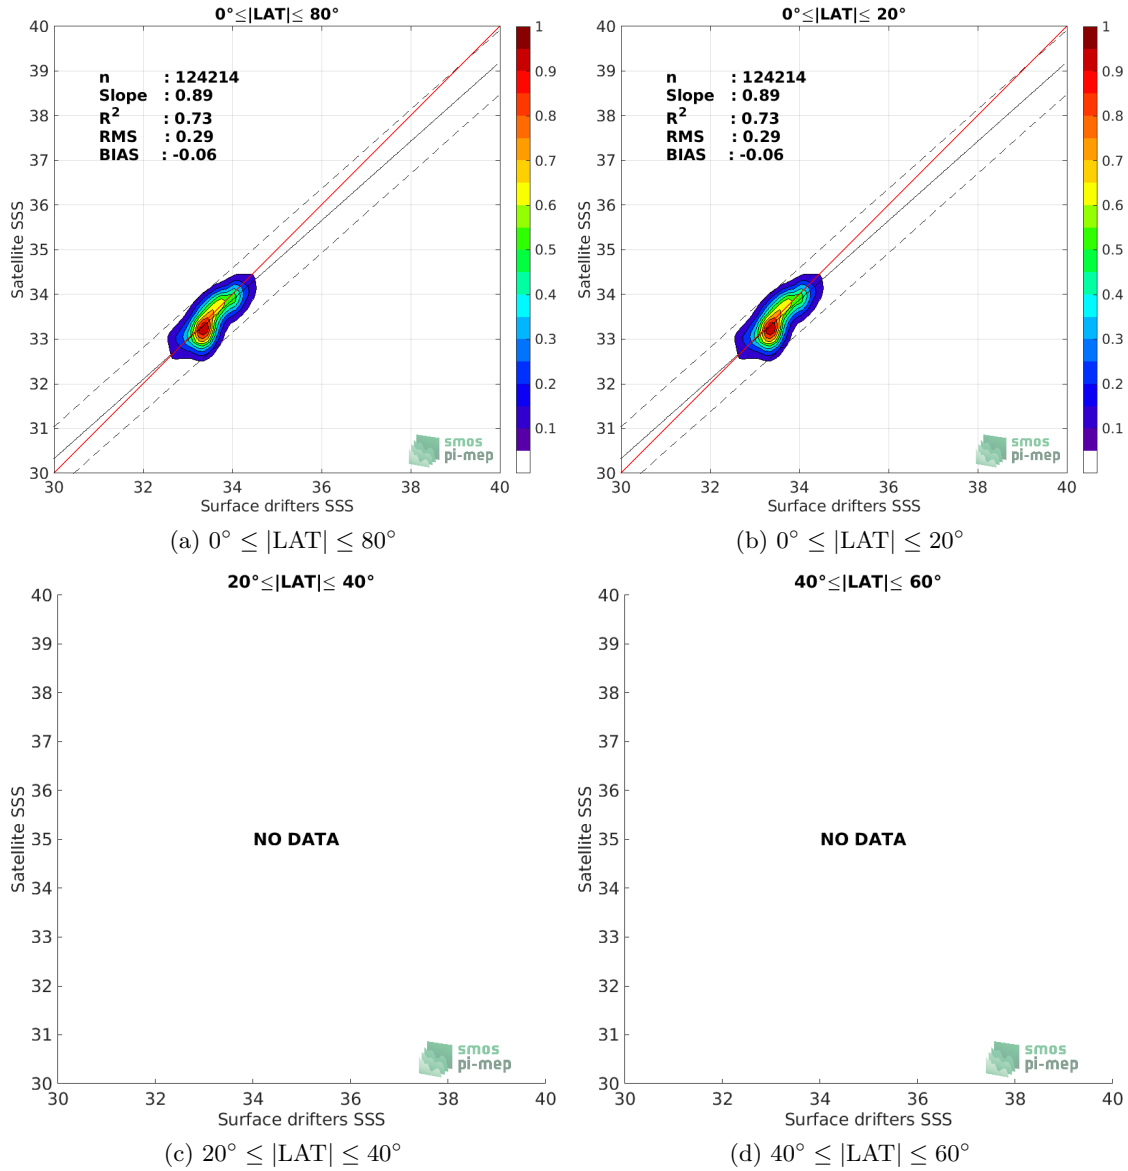 0°≤|LAT|≤ 80°
40
39
38
37
36
35
34
33
32
31
30
Satellite SSS
n : 124214
Slope : 0.89
R² : 0.73
RMS : 0.29
BIAS : -0.06
1
0.9
0.8
0.7
0.6
0.5
0.4
0.3
0.2
0.1
smos
pi-mep
30 32 34 36 38 40
Surface drifters SSS
(a) 0° ≤ |LAT| ≤ 80°
0°≤|LAT|≤ 20°
40
39
38
37
36
35
34
33
32
31
30
Satellite SSS
n : 124214
Slope : 0.89
R² : 0.73
RMS : 0.29
BIAS : -0.06
1
0.9
0.8
0.7
0.6
0.5
0.4
0.3
0.2
0.1
smos
pi-mep
30 32 34 36 38 40
Surface drifters SSS
(b) 0° ≤ |LAT| ≤ 20°
20°≤|LAT|≤ 40°
40
39
38
37
36
35
34
33
32
31
30
Satellite SSS
NO DATA
smos
pi-mep
30 32 34 36 38 40
Surface drifters SSS
(c) 20° ≤ |LAT| ≤ 40°
40°≤|LAT|≤ 60°
40
39
38
37
36
35
34
33
32
31
30
Satellite SSS
NO DATA
smos
pi-mep
30 32 34 36 38 40
Surface drifters SSS
(d) 40° ≤ |LAT| ≤ 60°